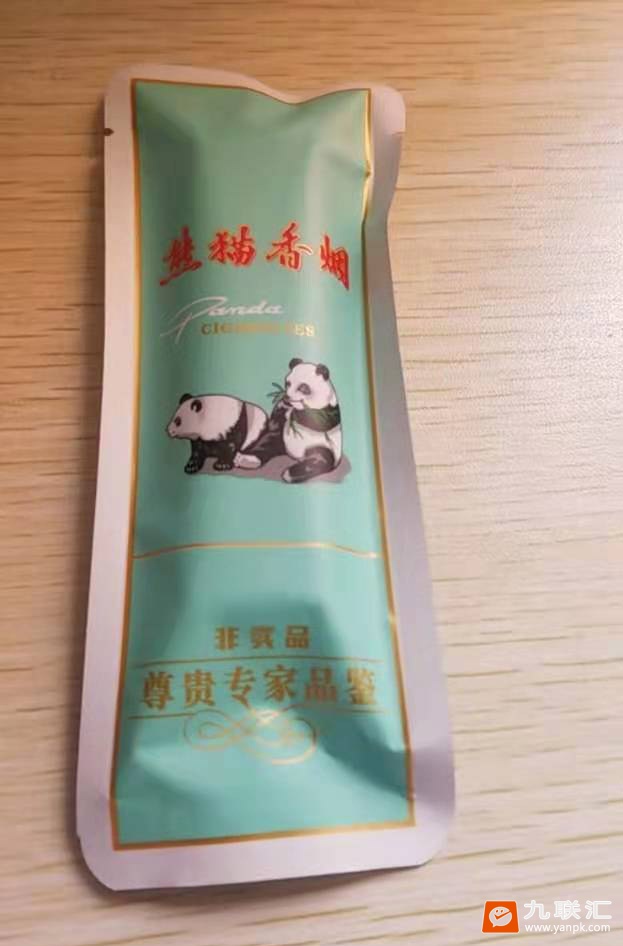 熊猫香烟
Panda
CIGARETTES
非卖品
尊贵专家品鉴
九联汇
www.yanpk.com